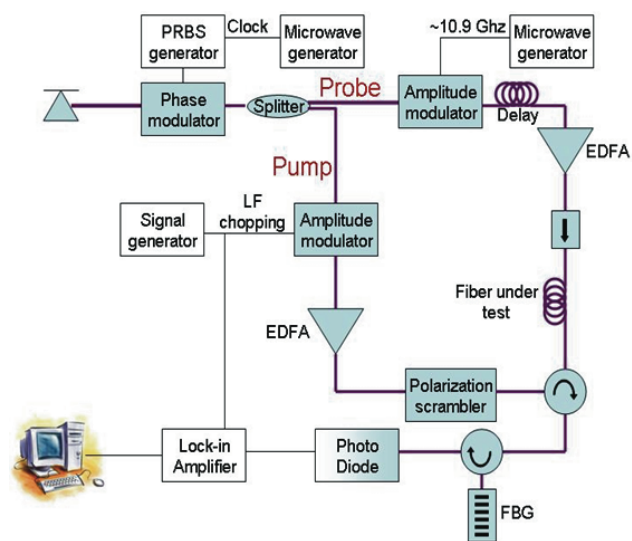 PRBS
generator
Clock
Microwave
generator
~10.9 Ghz
Microwave
generator
Phase
modulator
Splitter
Probe
Amplitude
modulator
Delay
EDFA
Pump
Signal
generator
LF
chopping
Amplitude
modulator
Fiber under
test
EDFA
Polarization
scrambler
Lock-in
Amplifier
Photo
Diode
FBG